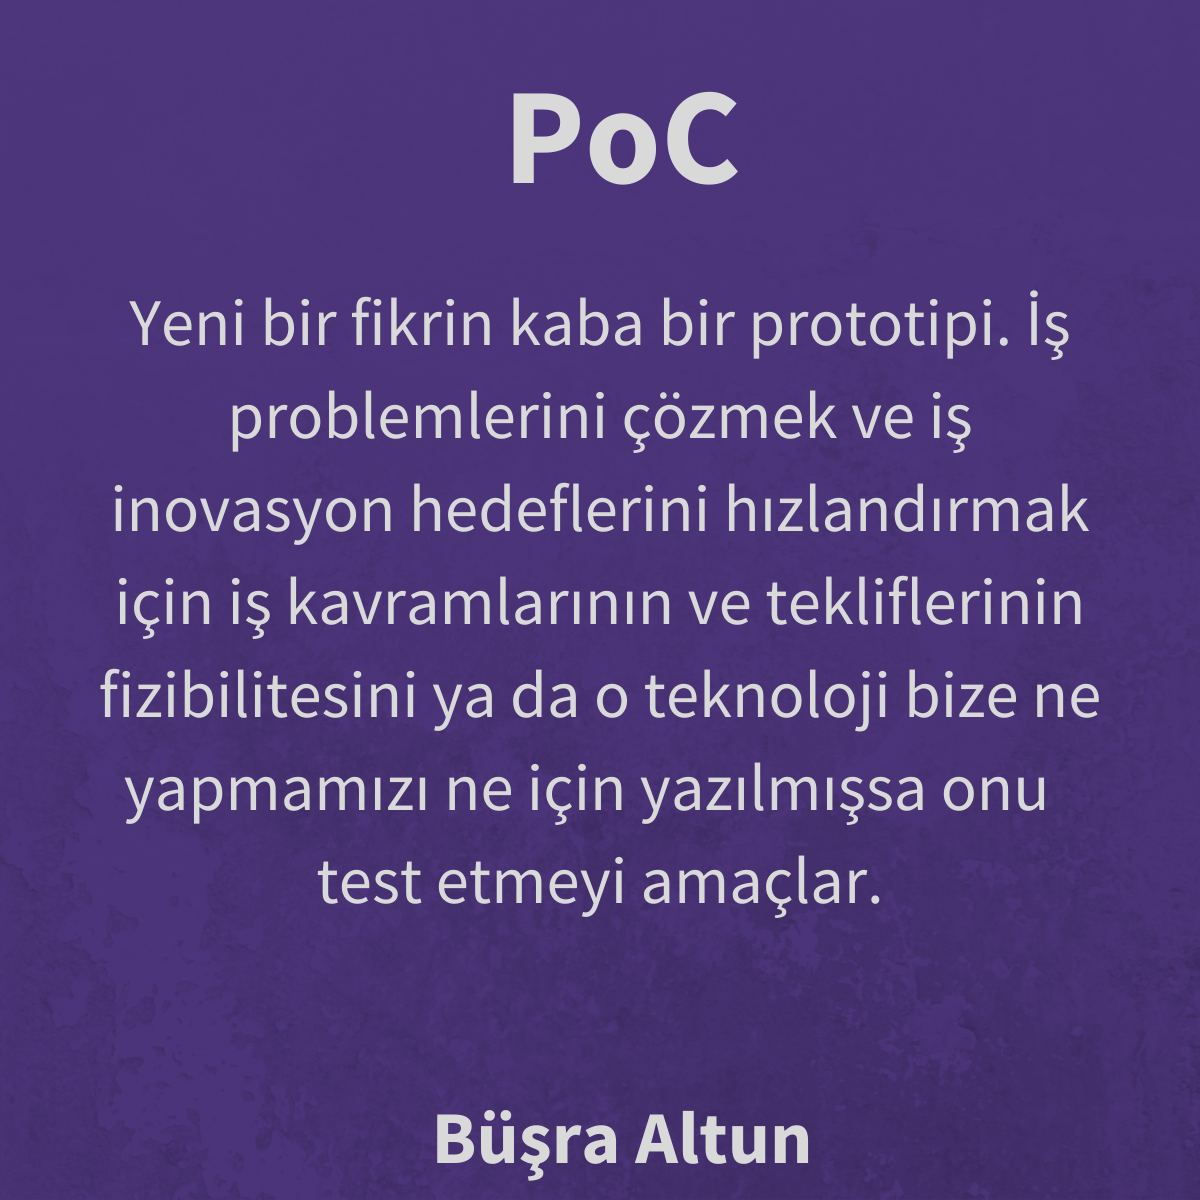 PoC
Yeni bir fikrin kaba bir prototipi. İş
problemlerini çözmek ve iş
inovasyon hedeflerini hızlandırmak
için iş kavramlarının ve tekliflerinin
fizibilitesini ya da o teknoloji bize ne
yapmamızı ne için yazılmışsa onu
test etmeyi amaçlar.
Büşra Altun